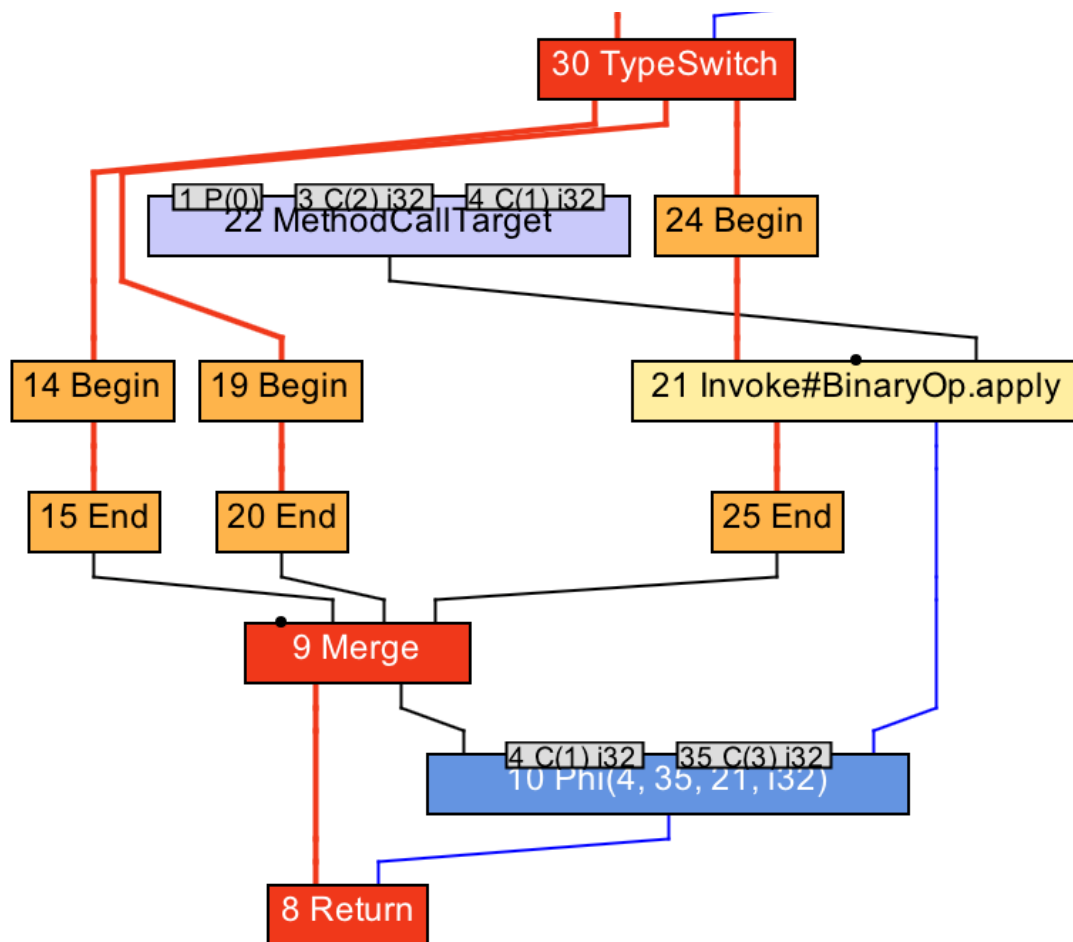 30 TypeSwitch
1 P(0) 3 C(2) i32 4 C(1) i32
22 MethodCallTarget
24 Begin
14 Begin
19 Begin
21 Invoke#BinaryOp.apply
15 End
20 End
25 End
9 Merge
4 C(1) i32 35 C(3) i32
10 Phi(4, 35, 21, i32)
8 Return